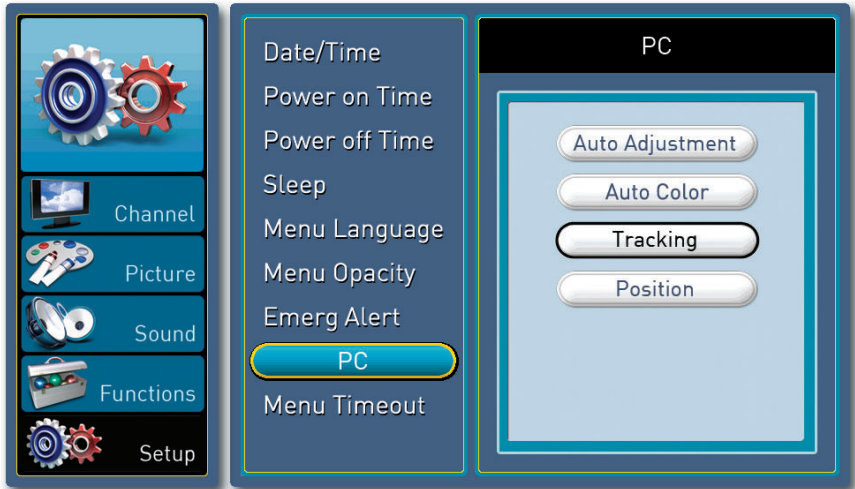 Channel
Picture
Sound
Functions
Setup
Date/Time
Power on Time
Power off Time
Sleep
Menu Language
Menu Opacity
Emerg Alert
PC
Menu Timeout
PC
Auto Adjustment
Auto Color
Tracking
Position